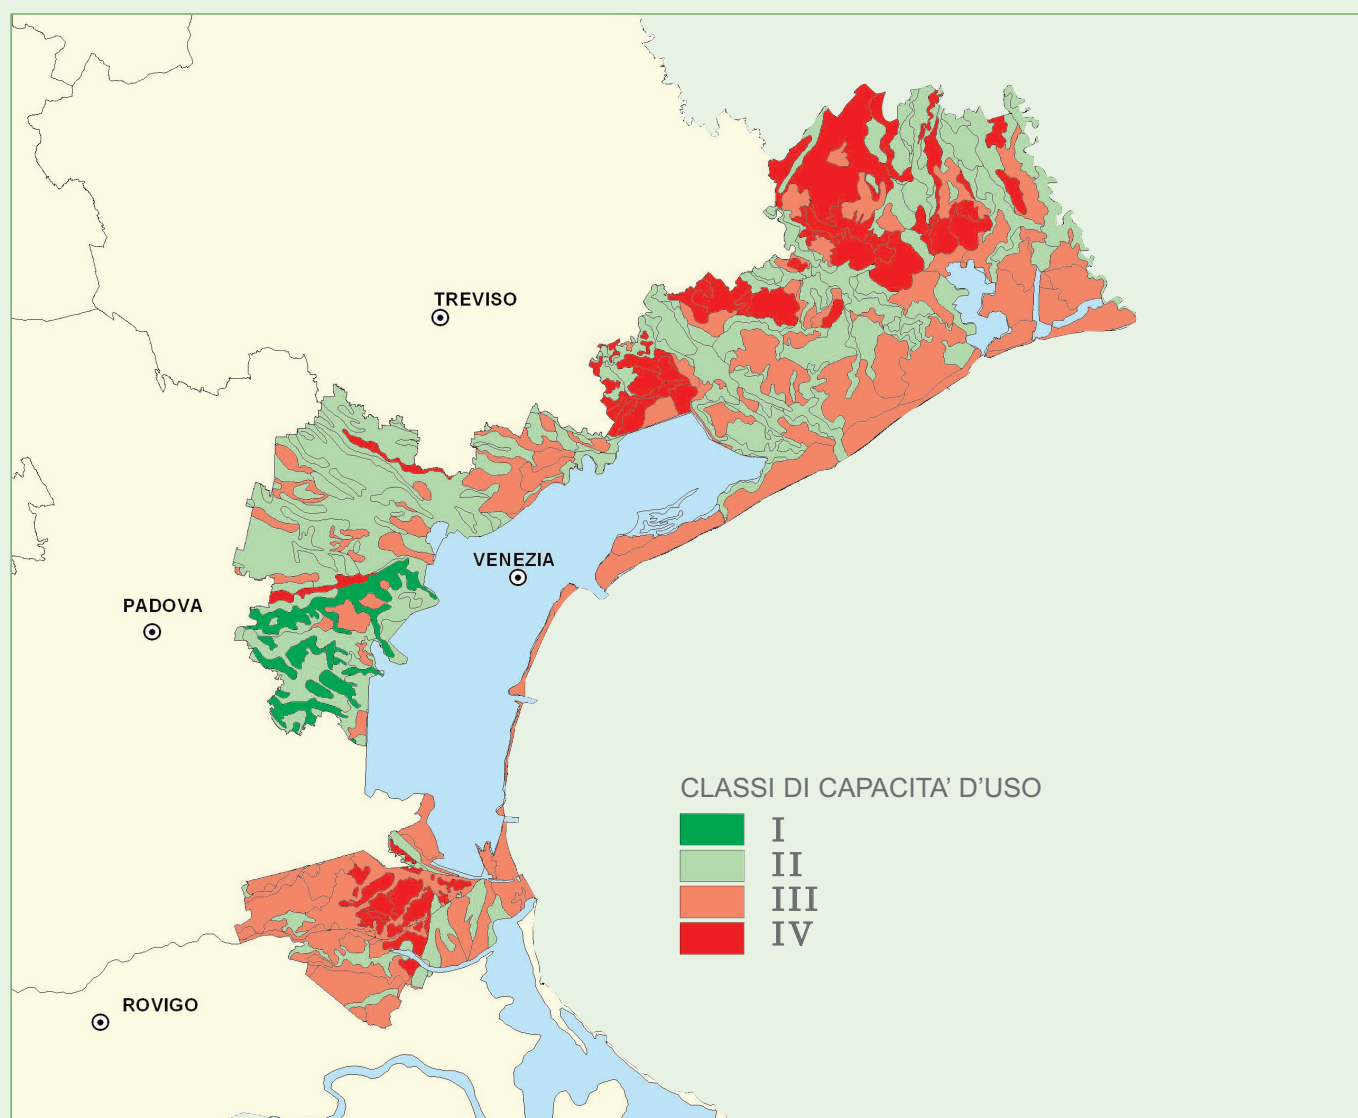 TREVISO
VENEZIA
PADOVA
CLASSI DI CAPACITA’ D’USO
I
II
III
IV
ROVIGO